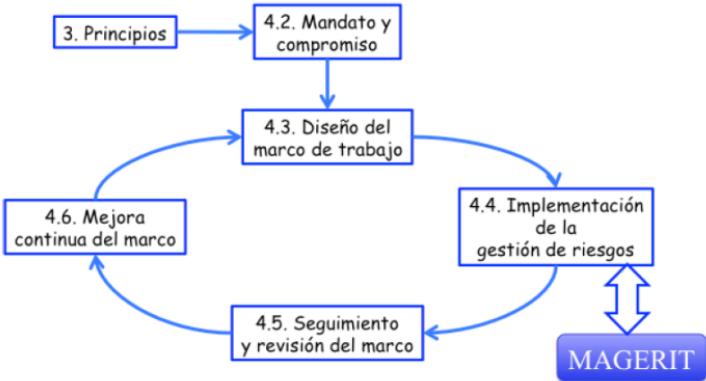 3. Principios
4.2. Mandato y
compromiso
4.3. Diseño del
marco de trabajo
4.6. Mejora
continua del marco
4.4. Implementación
de la
gestión de riesgos
4.5. Seguimiento
y revisión del marco
MAGERIT